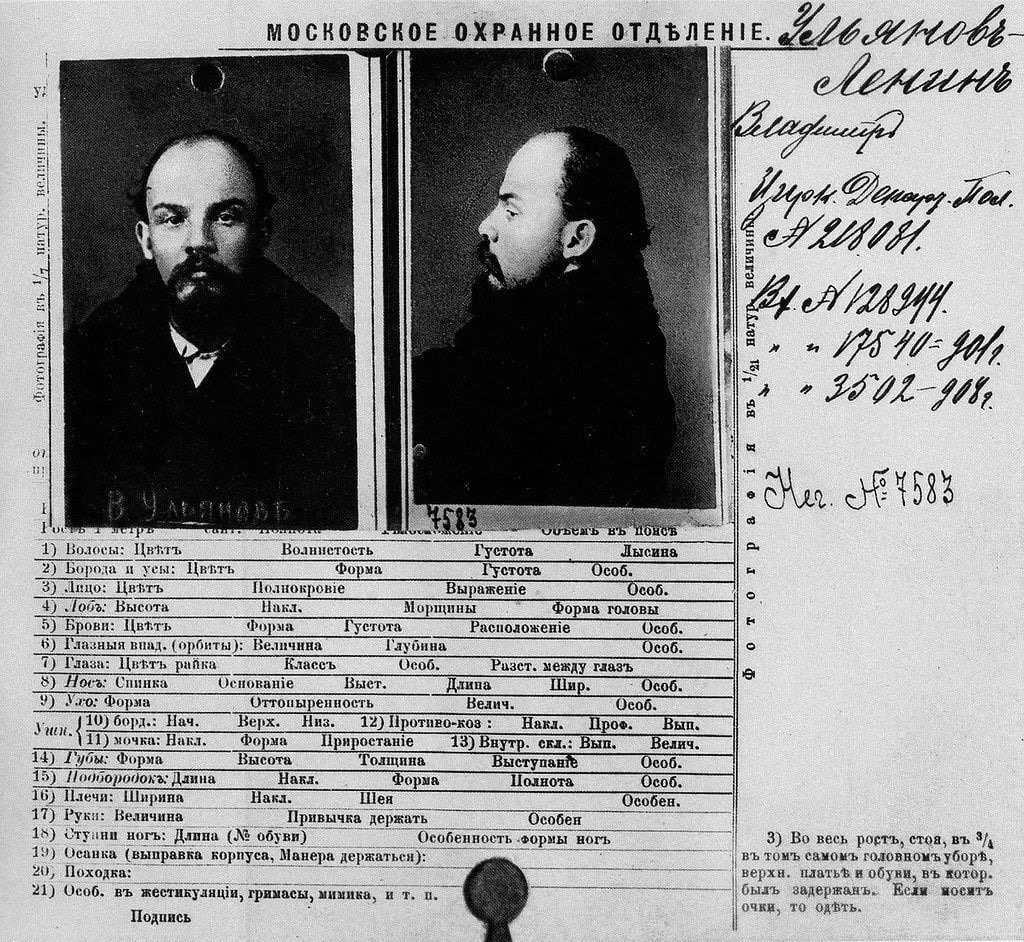 МОСКОВСКОЕ ОХРАННОЕ ОТДѢЛЕНІЕ.
Ульяновъ-
Ленинъ
Владимiръ
Циpк. Депар. Пол.
№ 218081.
Вх. № 128944.
" " 17540 - 901г.
" " 3502 - 908г.
Нег. № 7583
Фотографія въ 1/7 натур. величины.
В УЛЬЯНОВЪ
7583
Фотографія въ 1/21 натур величины
Ростъ 1 метръ Объемъ въ поясѣ
1) Волосы: Цвѣтъ Волнистость Густота Лысина
2) Борода и усы: Цвѣтъ Форма Густота Особ.
3) Лицо: Цвѣтъ Полнокровіе Выраженіе Особ.
4) Лобъ: Высота Накл. Морщины Форма головы
5) Брови: Цвѣтъ Форма Густота Расположеніе Особ.
6) Глазныя впад. (орбиты): Величина Глубина Особ.
7) Глаза: Цвѣтъ райка Классъ Особ. Разст. между глазъ
8) Носъ: Спинка Основаніе Выст. Длина Шир. Особ.
9) Ухо: Форма Оттопыренность Велич. Особ.
Ушн. 10) борд.: Нач. Верх. Низ. 12) Противо-коз: Накл. Проф. Вып.
11) мочка: Накл. Форма Приростаніе 13) Внутр. скл.: Вып. Велич.
14) Губы: Форма Высота Толщина Выступаніе Особ.
15) Подбородокъ: Длина Накл. Форма Полнота Особ.
16) Плечи: Ширина Накл. Шея Особен.
17) Руки: Величина Привычка держать Особен
18) Ступни ногъ: Длина (№ обуви) Особенность формы ногъ
19) Осанка (выправка корпуса, Манера держаться):
20) Походка:
21) Особ. въ жестикуляціи, гримасы, мимика, и т. п.
Подпись
3) Во весь ростъ, стоя, въ 3/4
въ томъ самомъ головномъ уборѣ,
верхн. платьѣ и обуви, въ котор.
былъ задержанъ. Если носитъ
очки, то одѣть.